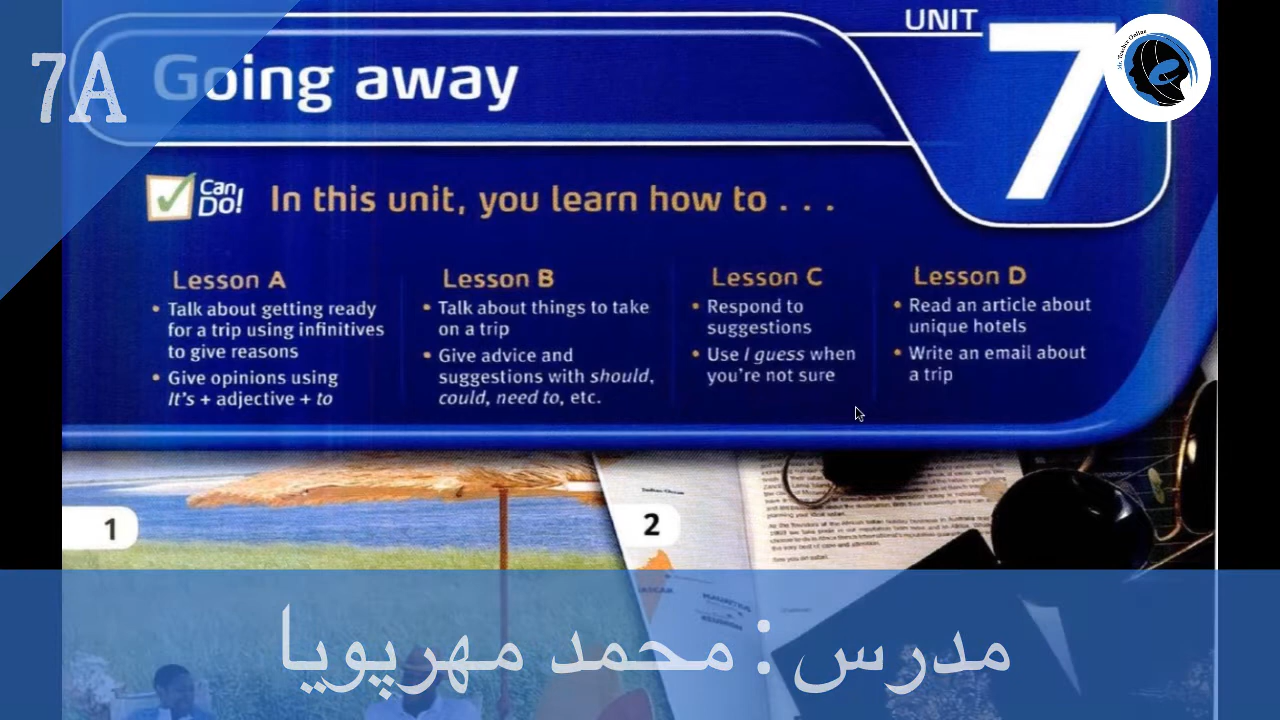 UNIT
7
7A
Going away
Can Do!
In this unit, you learn how to . . .
Lesson A
• Talk about getting ready
for a trip using infinitives
to give reasons
• Give opinions using
It's + adjective + to
Lesson B
• Talk about things to take
on a trip
• Give advice and
suggestions with should,
could, need to, etc.
Lesson C
• Respond to
suggestions
• Use I guess when
you're not sure
Lesson D
• Read an article about
unique hotels
• Write an email about
a trip
1
2
مدرس : محمد مهرپویا